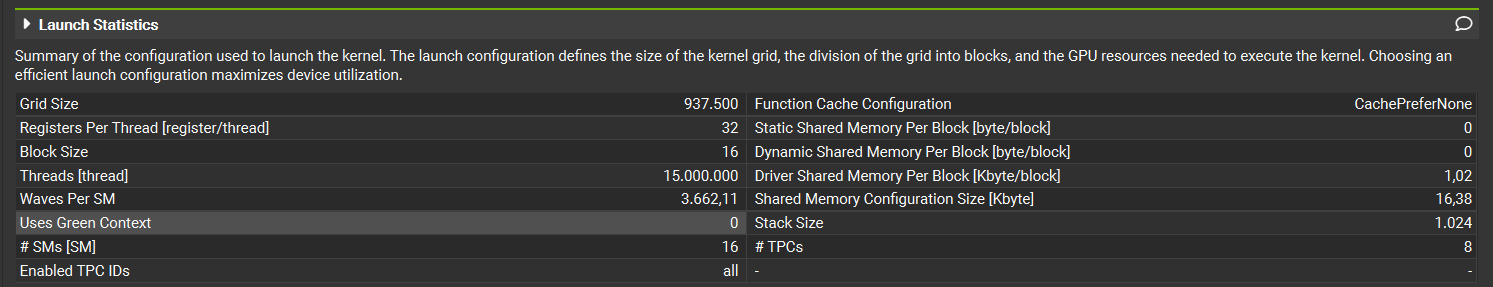 Launch Statistics
Summary of the configuration used to launch the kernel. The launch configuration defines the size of the kernel grid, the division of the grid into blocks, and the GPU resources needed to execute the kernel. Choosing an
efficient launch configuration maximizes device utilization.
Grid Size 937.500 Function Cache Configuration CachePreferNone
Registers Per Thread [register/thread] 32 Static Shared Memory Per Block [byte/block] 0
Block Size 16 Dynamic Shared Memory Per Block [byte/block] 0
Threads [thread] 15.000.000 Driver Shared Memory Per Block [Kbyte/block] 1,02
Waves Per SM 3.662,11 Shared Memory Configuration Size [Kbyte] 16,38
Uses Green Context 0 Stack Size 1.024
# SMs [SM] 16 # TPCs 8
Enabled TPC IDs all - -